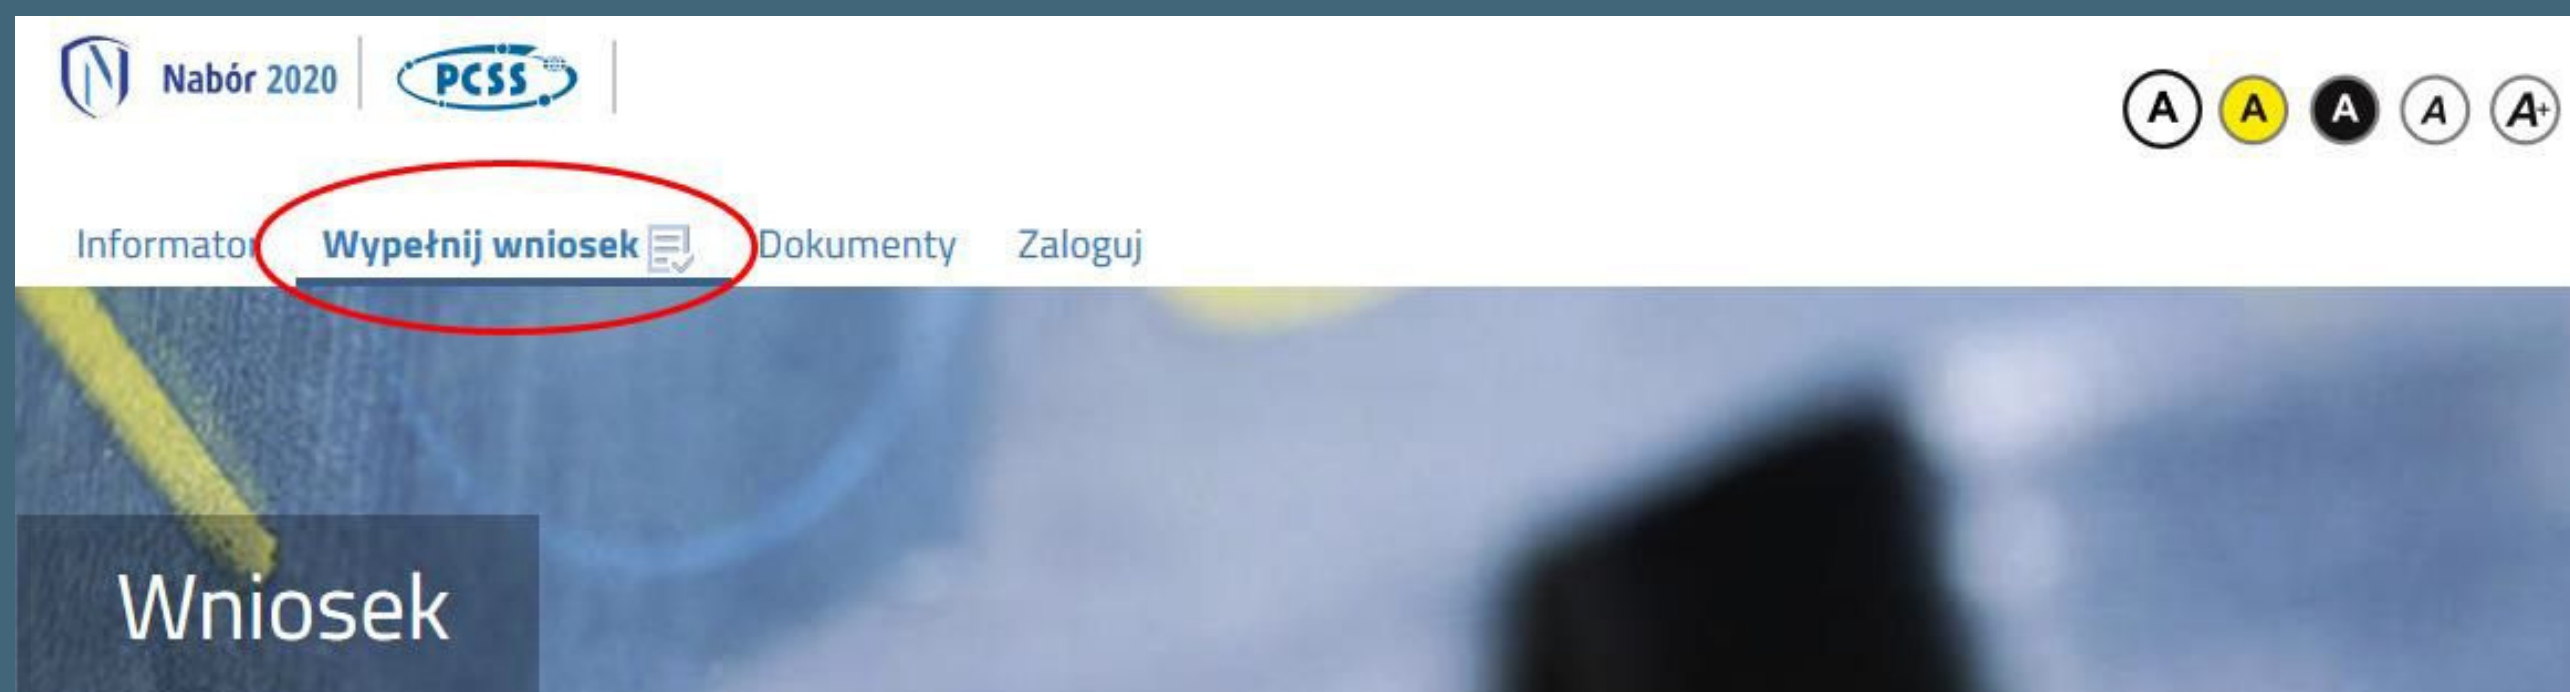 Nabór 2020 PCSS
A A A A A+
Informator Wypełnij wniosek Dokumenty Zaloguj
Wniosek